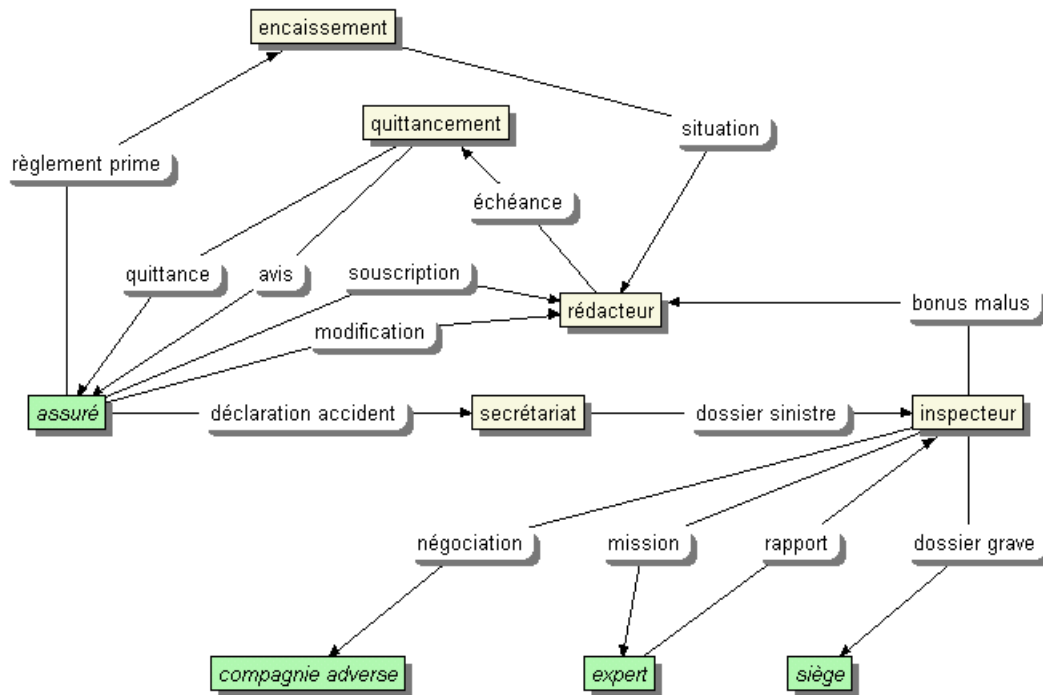 encaissement
quittancement
situation
règlement prime
échéance
quittance
avis
souscription
rédacteur
bonus malus
modification
assuré
déclaration accident
secrétariat
dossier sinistre
inspecteur
négociation
mission
rapport
dossier grave
compagnie adverse
expert
siège